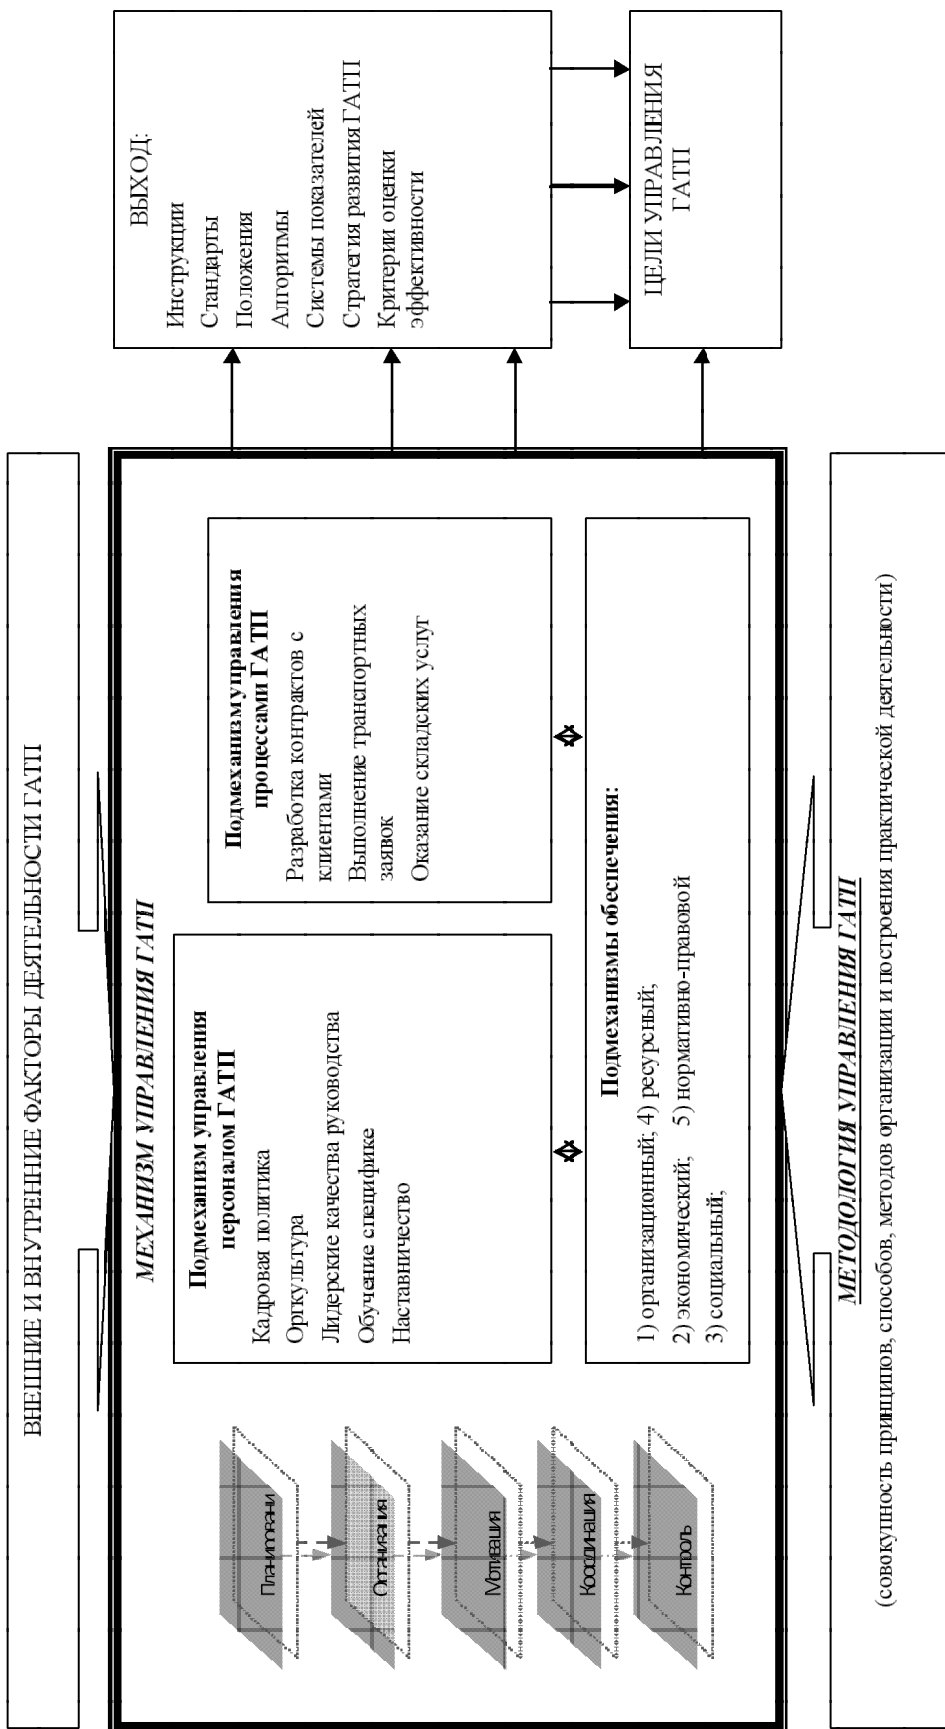 ВНЕШНИЕ И ВНУТРЕННИЕ ФАКТОРЫ ДЕЯТЕЛЬНОСТИ ГАТП
МЕХАНИЗМ УПРАВЛЕНИЯ ГАТП
Планировани
Организация
Мотивация
Координация
Контроль
Подмеханизм управления
персоналом ГАТП
Кадровая политика
Оргкультура
Лидерские качества руководства
Обучение специфике
Наставничество
Подмеханизм управления
процессами ГАТП
Разработка контрактов с
клиентами
Выполнение транспортных
заявок
Оказание складских услуг
Подмеханизмы обеспечения:
1) организационный; 4) ресурсный;
2) экономический; 5) нормативно-правовой
3) социальный;
ВЫХОД:
Инструкции
Стандарты
Положения
Алгоритмы
Системы показателей
Стратегия развития ГАТП
Критерии оценки
эффективности
ЦЕЛИ УПРАВЛЕНИЯ
ГАТП
МЕТОДОЛОГИЯ УПРАВЛЕНИЯ ГАТП
(совокупность принципов, способов, методов организации и построения практической деятельности)